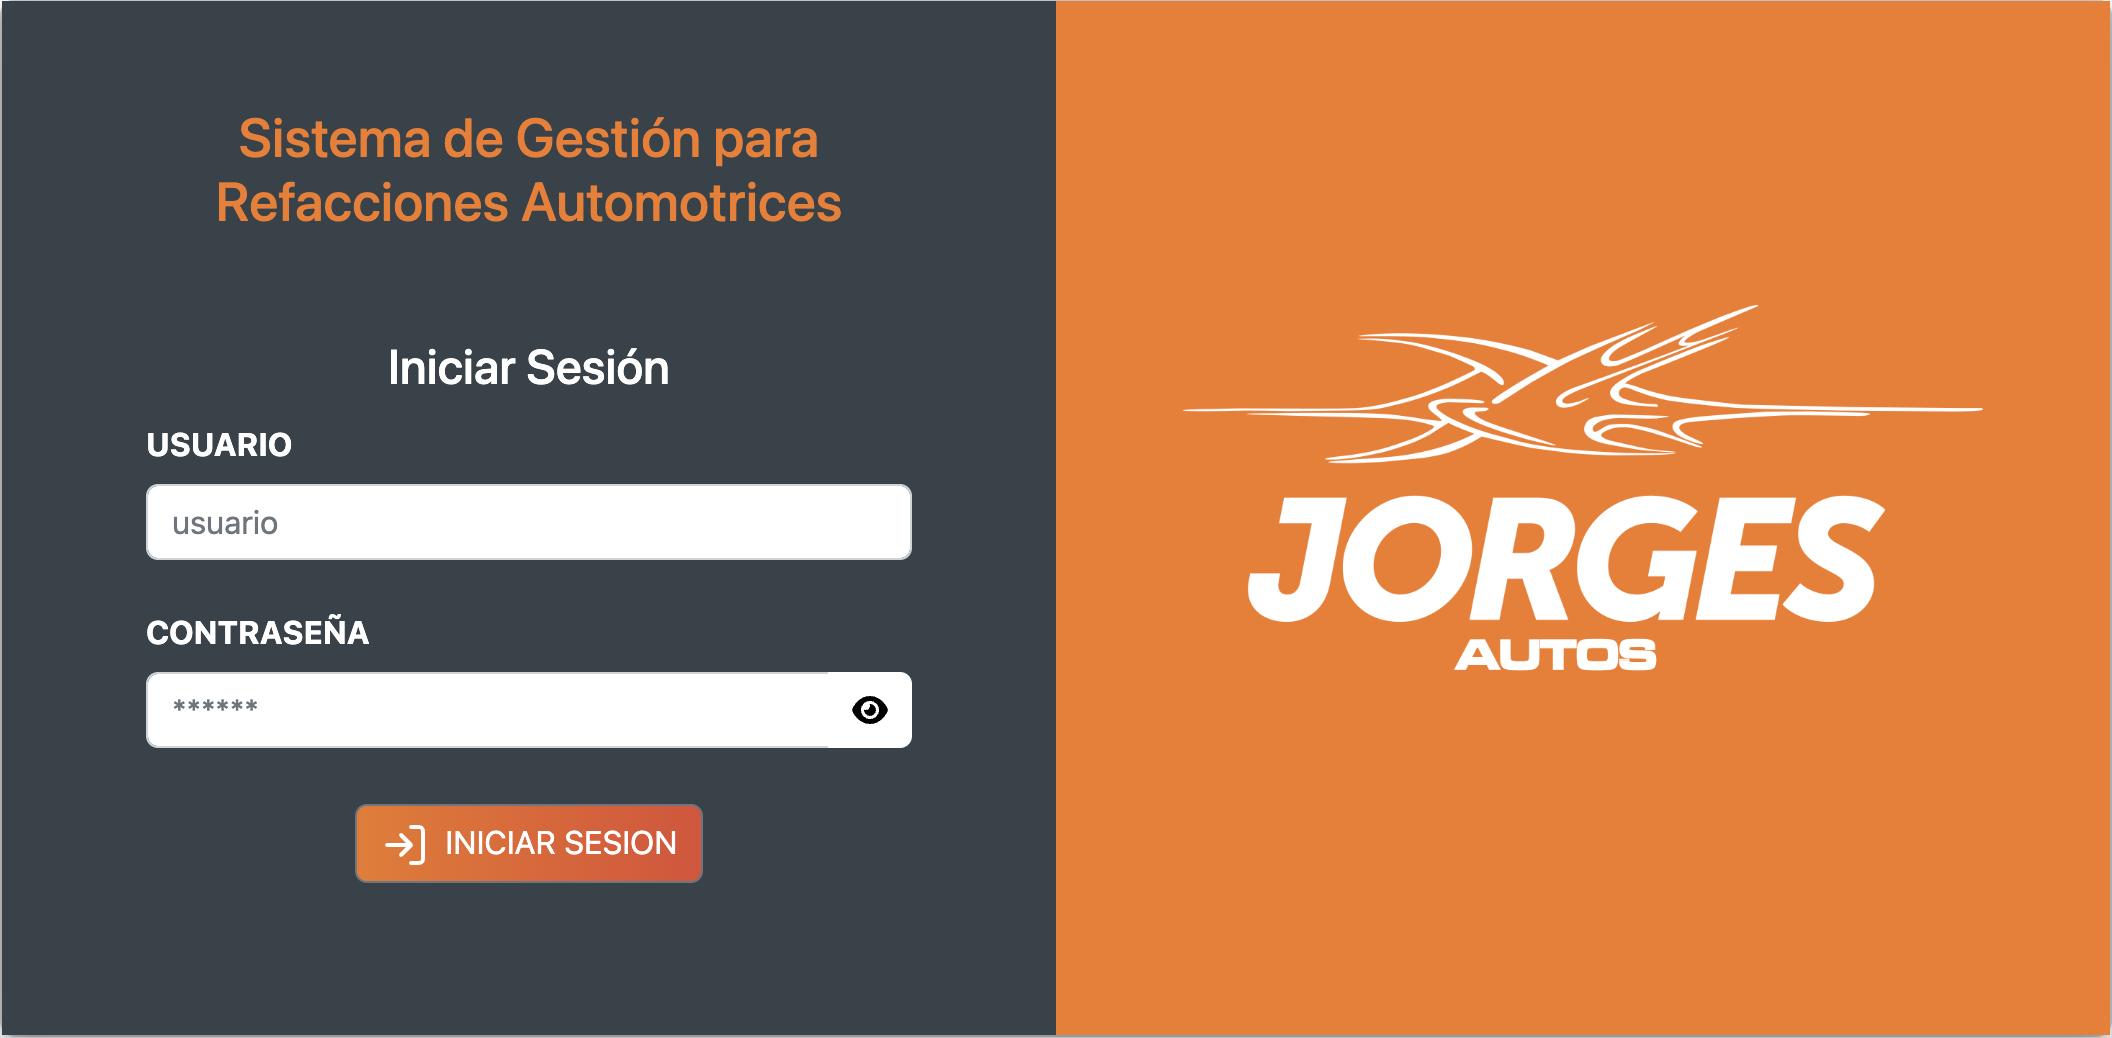 Sistema de Gestión para
Refacciones Automotrices
Iniciar Sesión
USUARIO
usuario
CONTRASEÑA
******
INICIAR SESION
JORGES
AUTOS